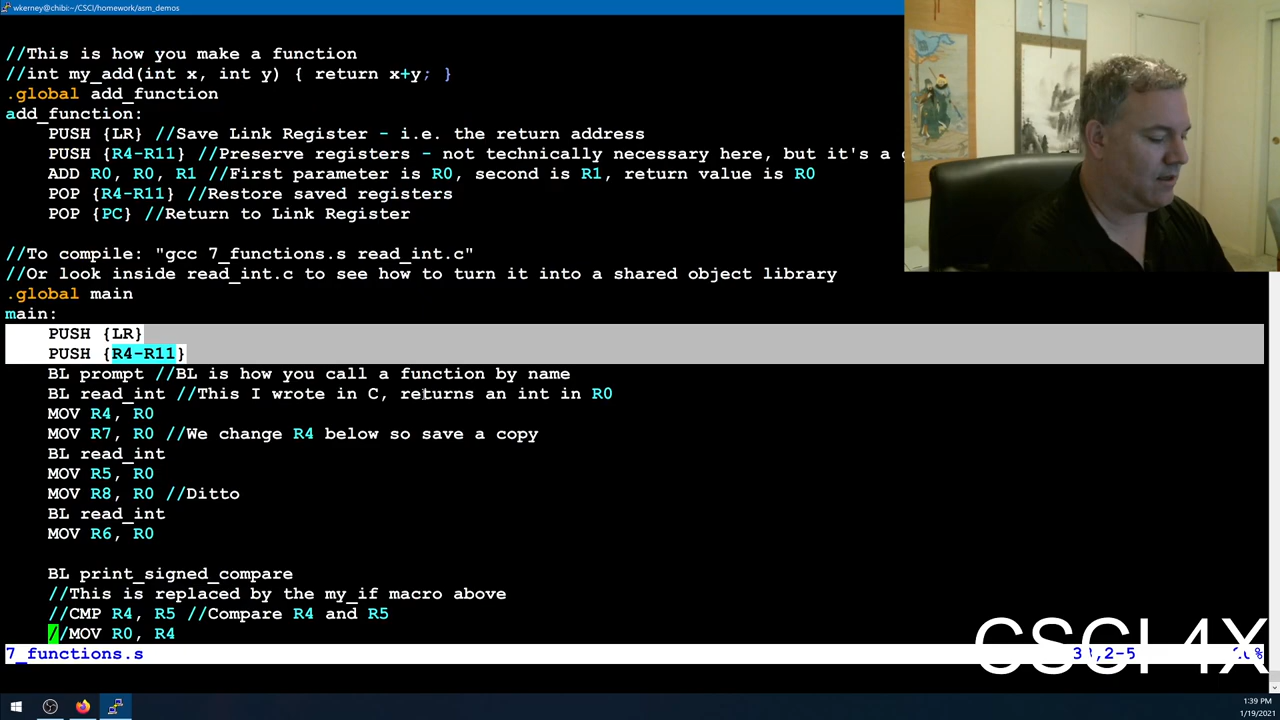 wkerney@chibi:~/CSCI/homework/asm_demos
//This is how you make a function
//int my_add(int x, int y) { return x+y; }
.global add_function
add_function:
PUSH {LR} //Save Link Register - i.e. the return address
PUSH {R4-R11} //Preserve registers - not technically necessary here, but it's a
ADD R0, R0, R1 //First parameter is R0, second is R1, return value is R0
POP {R4-R11} //Restore saved registers
POP {PC} //Return to Link Register
//To compile: "gcc 7_functions.s read_int.c"
//Or look inside read_int.c to see how to turn it into a shared object library
.global main
main:
PUSH {LR}
PUSH {R4-R11}
BL prompt //BL is how you call a function by name
BL read_int //This I wrote in C, returns an int in R0
MOV R4, R0
MOV R7, R0 //We change R4 below so save a copy
BL read_int
MOV R5, R0
MOV R8, R0 //Ditto
BL read_int
MOV R6, R0
BL print_signed_compare
//This is replaced by the my_if macro above
//CMP R4, R5 //Compare R4 and R5
//MOV R0, R4
7_functions.s
CSCI 4X
1:39 PM
1/19/2021